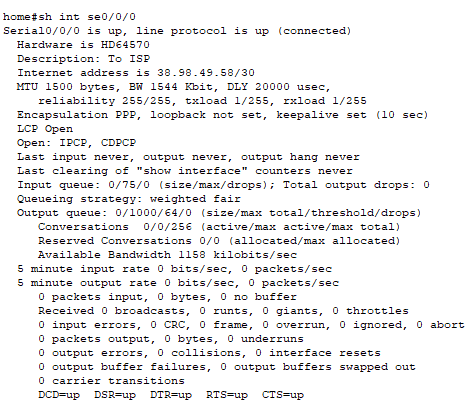 home#sh int se0/0/0
Serial0/0/0 is up, line protocol is up (connected)
Hardware is HD64570
Description: To ISP
Internet address is 38.98.49.58/30
MTU 1500 bytes, BW 1544 Kbit, DLY 20000 usec,
reliability 255/255, txload 1/255, rxload 1/255
Encapsulation PPP, loopback not set, keepalive set (10 sec)
LCP Open
Open: IPCP, CDPCP
Last input never, output never, output hang never
Last clearing of "show interface" counters never
Input queue: 0/75/0 (size/max/drops); Total output drops: 0
Queueing strategy: weighted fair
Output queue: 0/1000/64/0 (size/max total/threshold/drops)
Conversations  0/0/256 (active/max active/max total)
Reserved Conversations 0/0 (allocated/max allocated)
Available Bandwidth 1158 kilobits/sec
5 minute input rate 0 bits/sec, 0 packets/sec
5 minute output rate 0 bits/sec, 0 packets/sec
0 packets input, 0 bytes, 0 no buffer
Received 0 broadcasts, 0 runts, 0 giants, 0 throttles
0 input errors, 0 CRC, 0 frame, 0 overrun, 0 ignored, 0 abort
0 packets output, 0 bytes, 0 underruns
0 output errors, 0 collisions, 0 interface resets
0 output buffer failures, 0 output buffers swapped out
0 carrier transitions
DCD=up  DSR=up  DTR=up  RTS=up  CTS=up